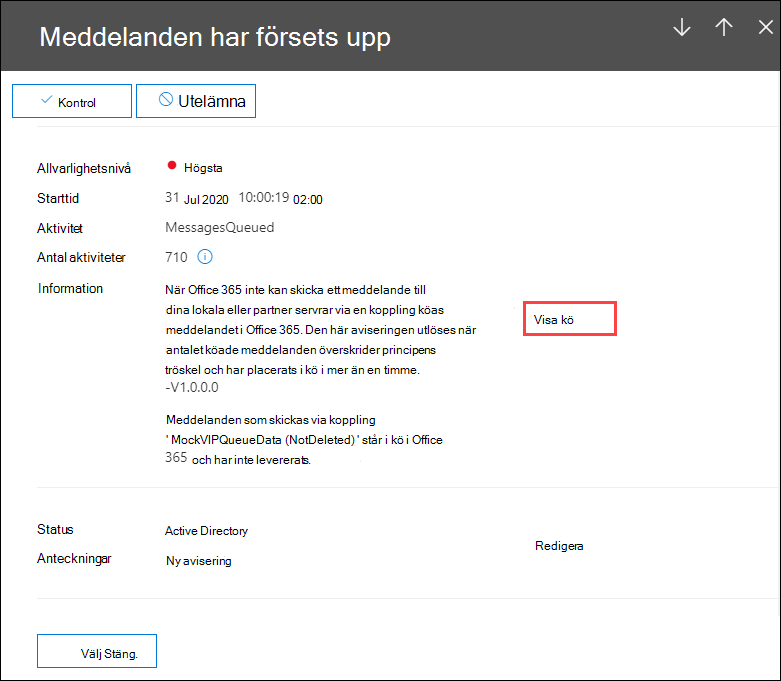 Meddelanden har försets upp
Kontrol
Utelämna
Allvarlighetsnivå Högsta
Starttid 31 Jul 2020 10:00:19 02:00
Aktivitet MessagesQueued
Antal aktiviteter 710
Information När Office 365 inte kan skicka ett meddelande till
dina lokala eller partner servrar via en koppling köas
meddelandet i Office 365. Den här aviseringen utlöses när
antalet köade meddelanden överskrider principens
tröskel och har placerats i kö i mer än en timme.
-V1.0.0.0
Visa kö
Meddelanden som skickas via koppling
' MockVIPQueueData (NotDeleted) ' står i kö i Office
365 och har inte levererats.
Status Active Directory
Redigera
Anteckningar Ny avisering
Välj Stäng.